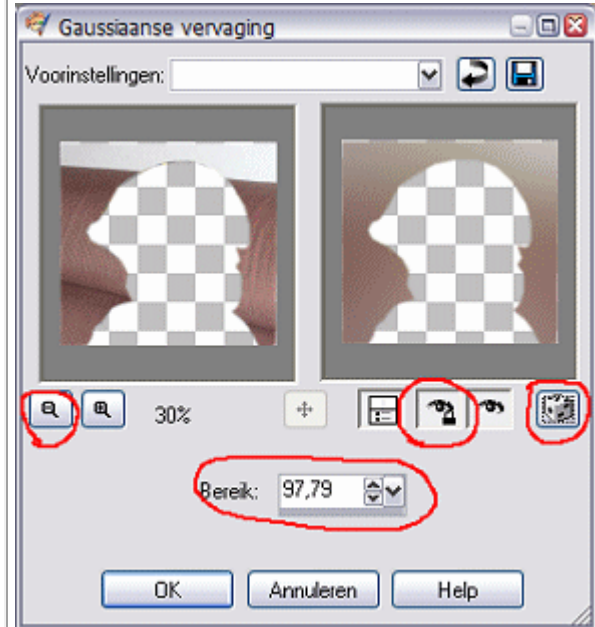 Gaussiaanse vervaging
Voorinstellingen:
30%
Bereik: 97,79
OK Annuleren Help